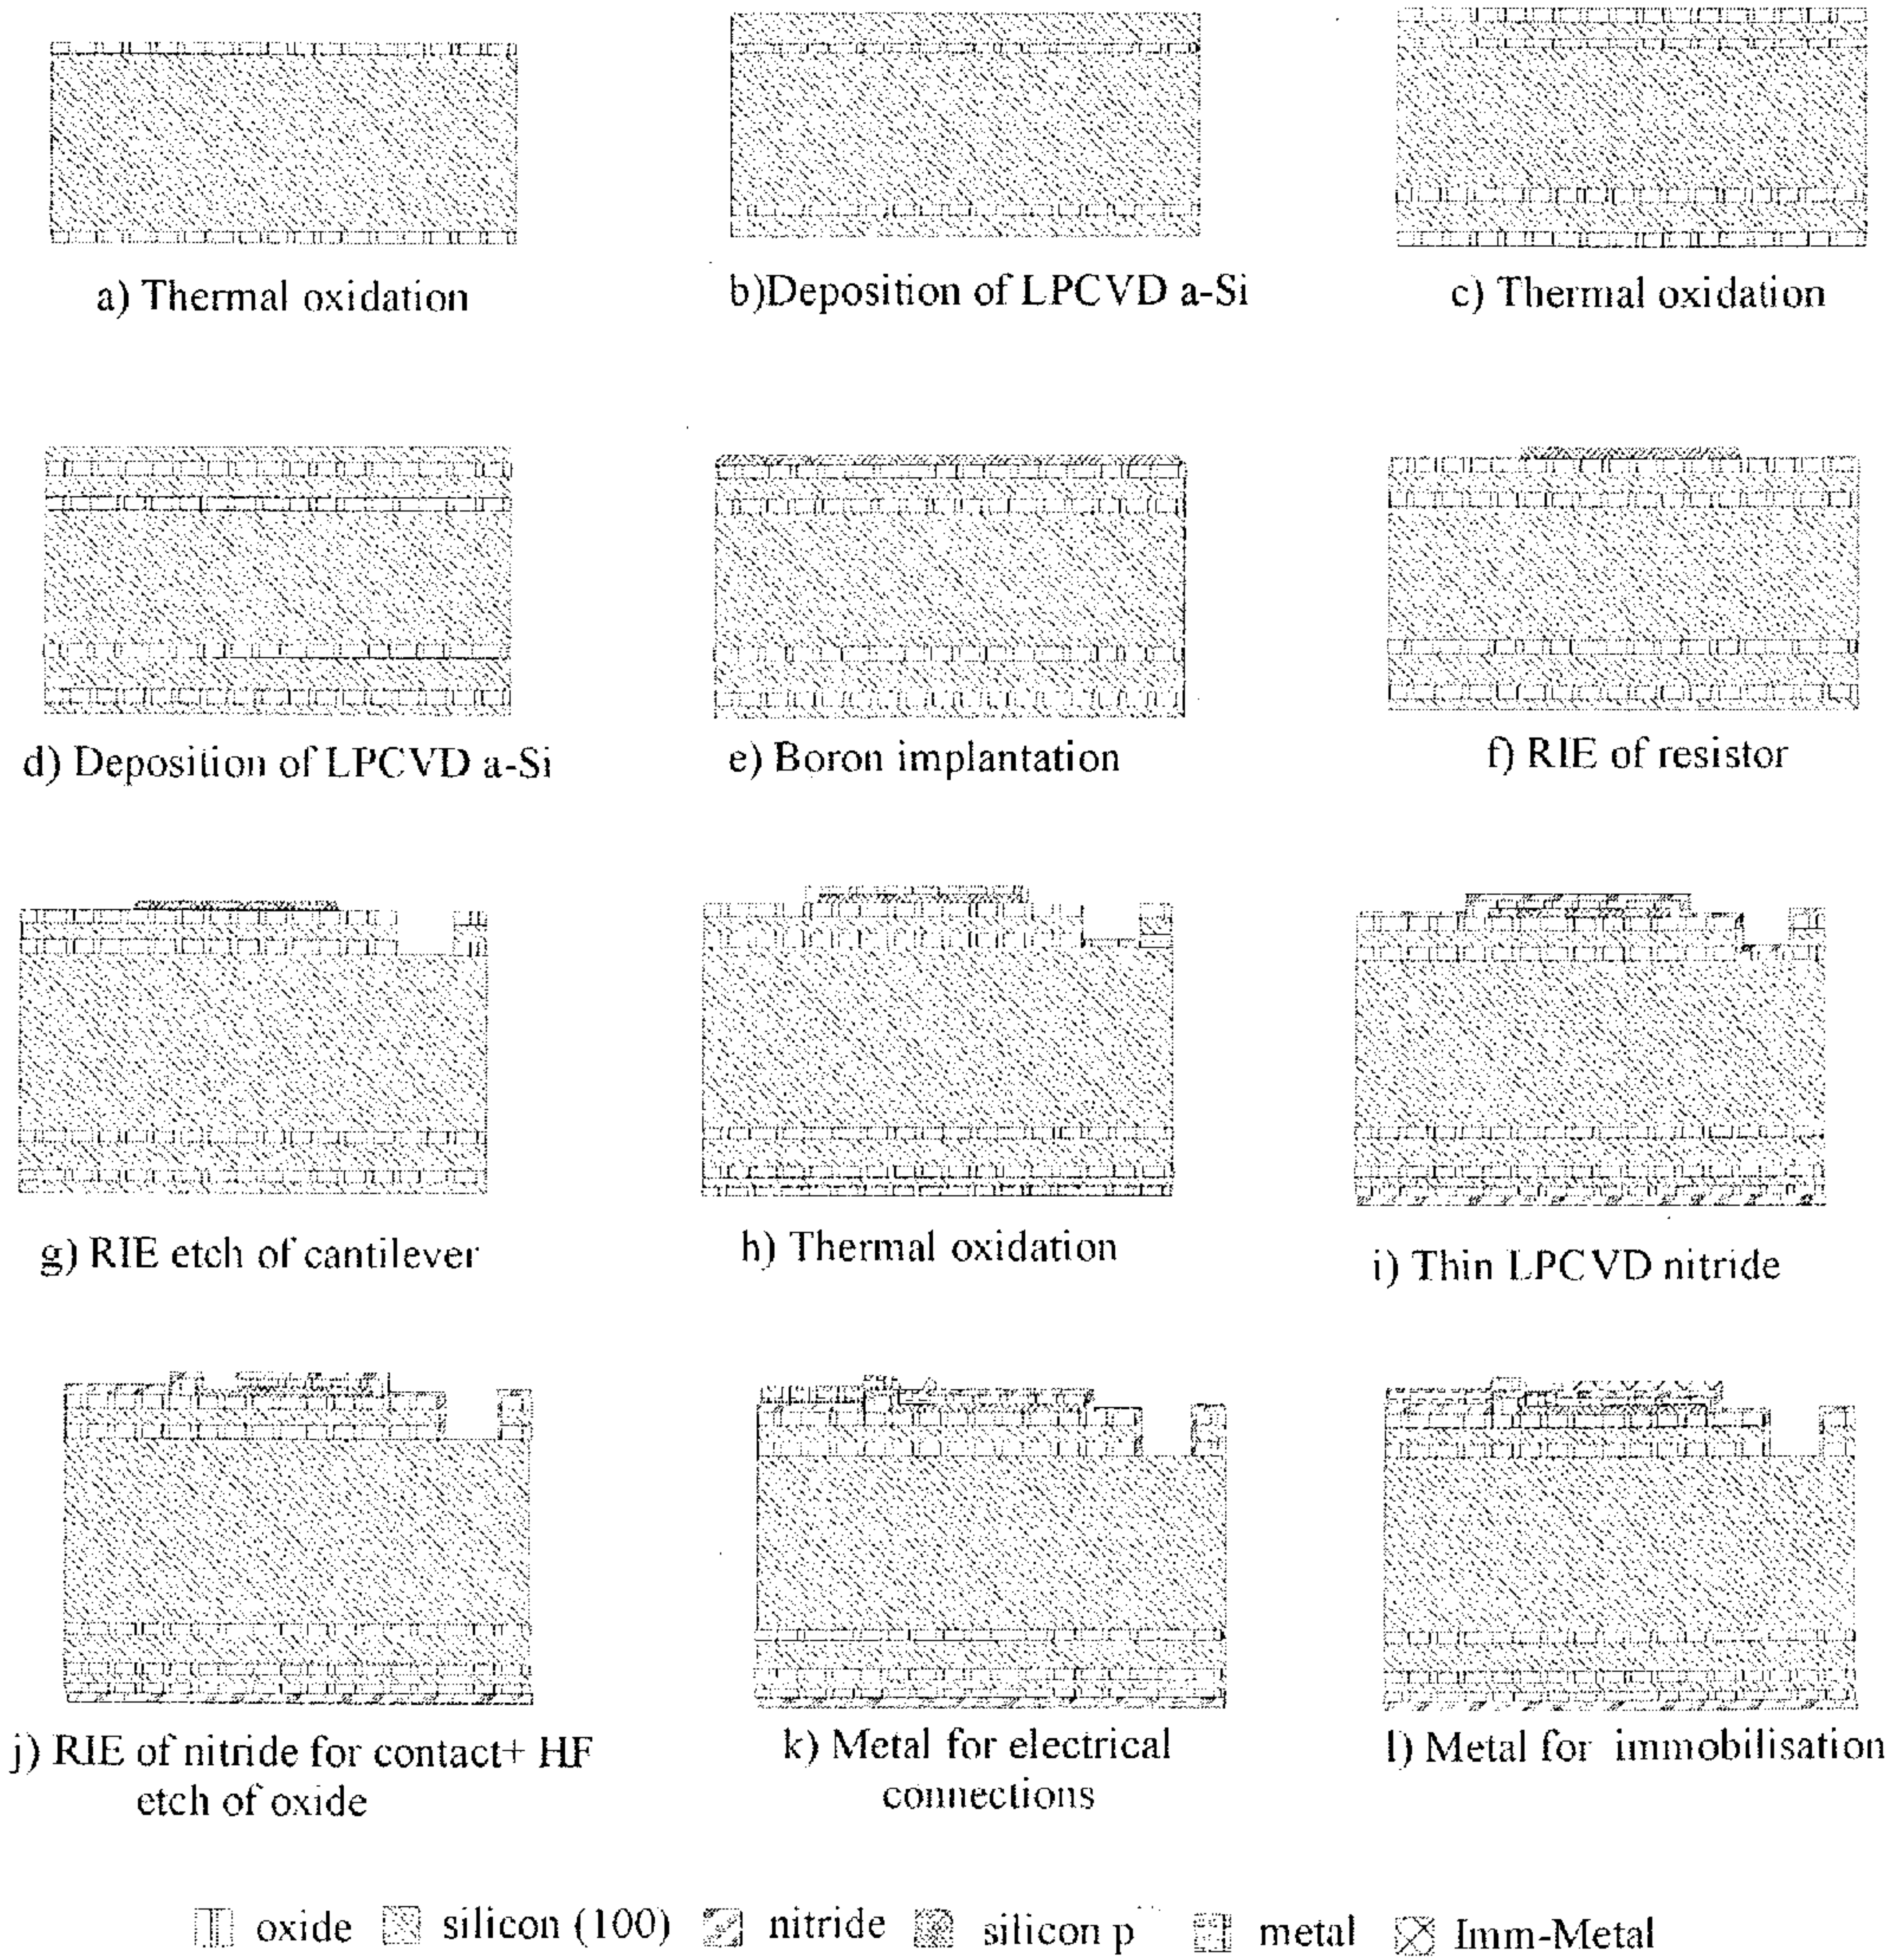 a) Thermal oxidation
b)Deposition of LPCVD a-Si
c) Thermal oxidation
d) Deposition of LPCVD a-Si
e) Boron implantation
f) RIE of resistor
g) RIE etch of cantilever
h) Thermal oxidation
i) Thin LPCVD nitride
j) RIE of nitride for contact+ HF
etch of oxide
k) Metal for electrical
connections
l) Metal for immobilisation
oxide silicon (100) nitride silicon p metal Imm-Metal